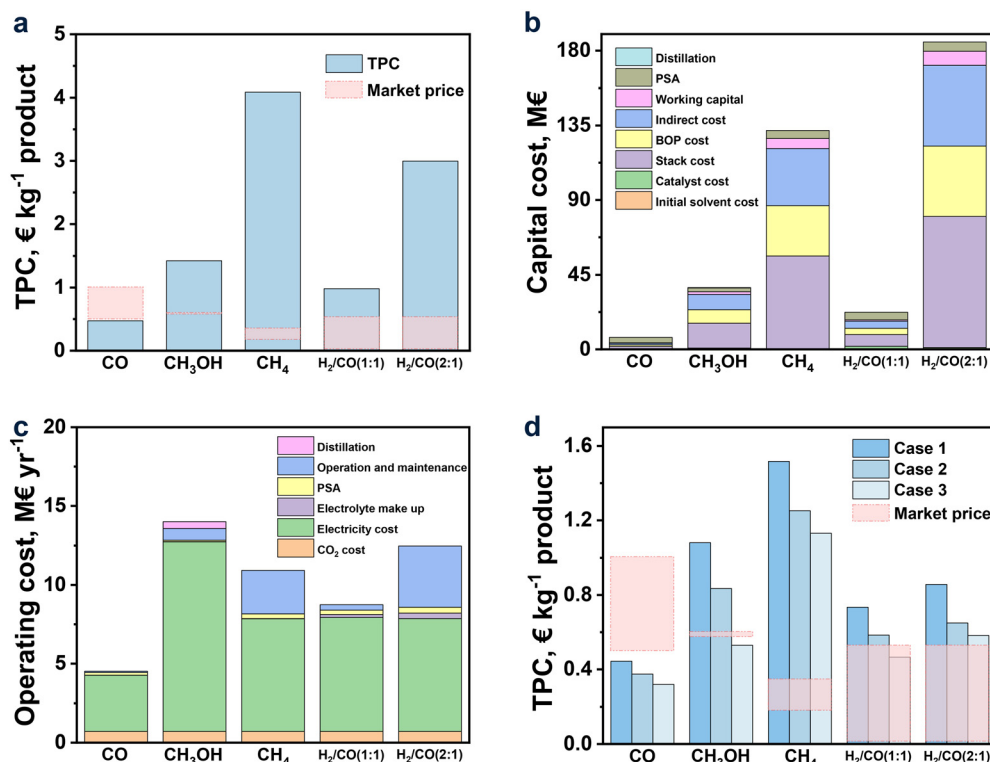 a
TPC, € kg⁻¹ product
5
4
3
2
1
0
TPC
Market price
CO
CH₃OH
CH₄
H₂/CO(1:1)
H₂/CO(2:1)
b
Capital cost, M€
180
135
90
45
0
Distillation
PSA
Working capital
Indirect cost
BOP cost
Stack cost
Catalyst cost
Initial solvent cost
CO
CH₃OH
CH₄
H₂/CO(1:1)
H₂/CO(2:1)
c
Operating cost, M€ yr⁻¹
20
15
10
5
0
Distillation
Operation and maintenance
PSA
Electrolyte make up
Electricity cost
CO₂ cost
CO
CH₃OH
CH₄
H₂/CO(1:1)
H₂/CO(2:1)
d
TPC, € kg⁻¹ product
1.6
1.2
0.8
0.4
0.0
Case 1
Case 2
Case 3
Market price
CO
CH₃OH
CH₄
H₂/CO(1:1)
H₂/CO(2:1)